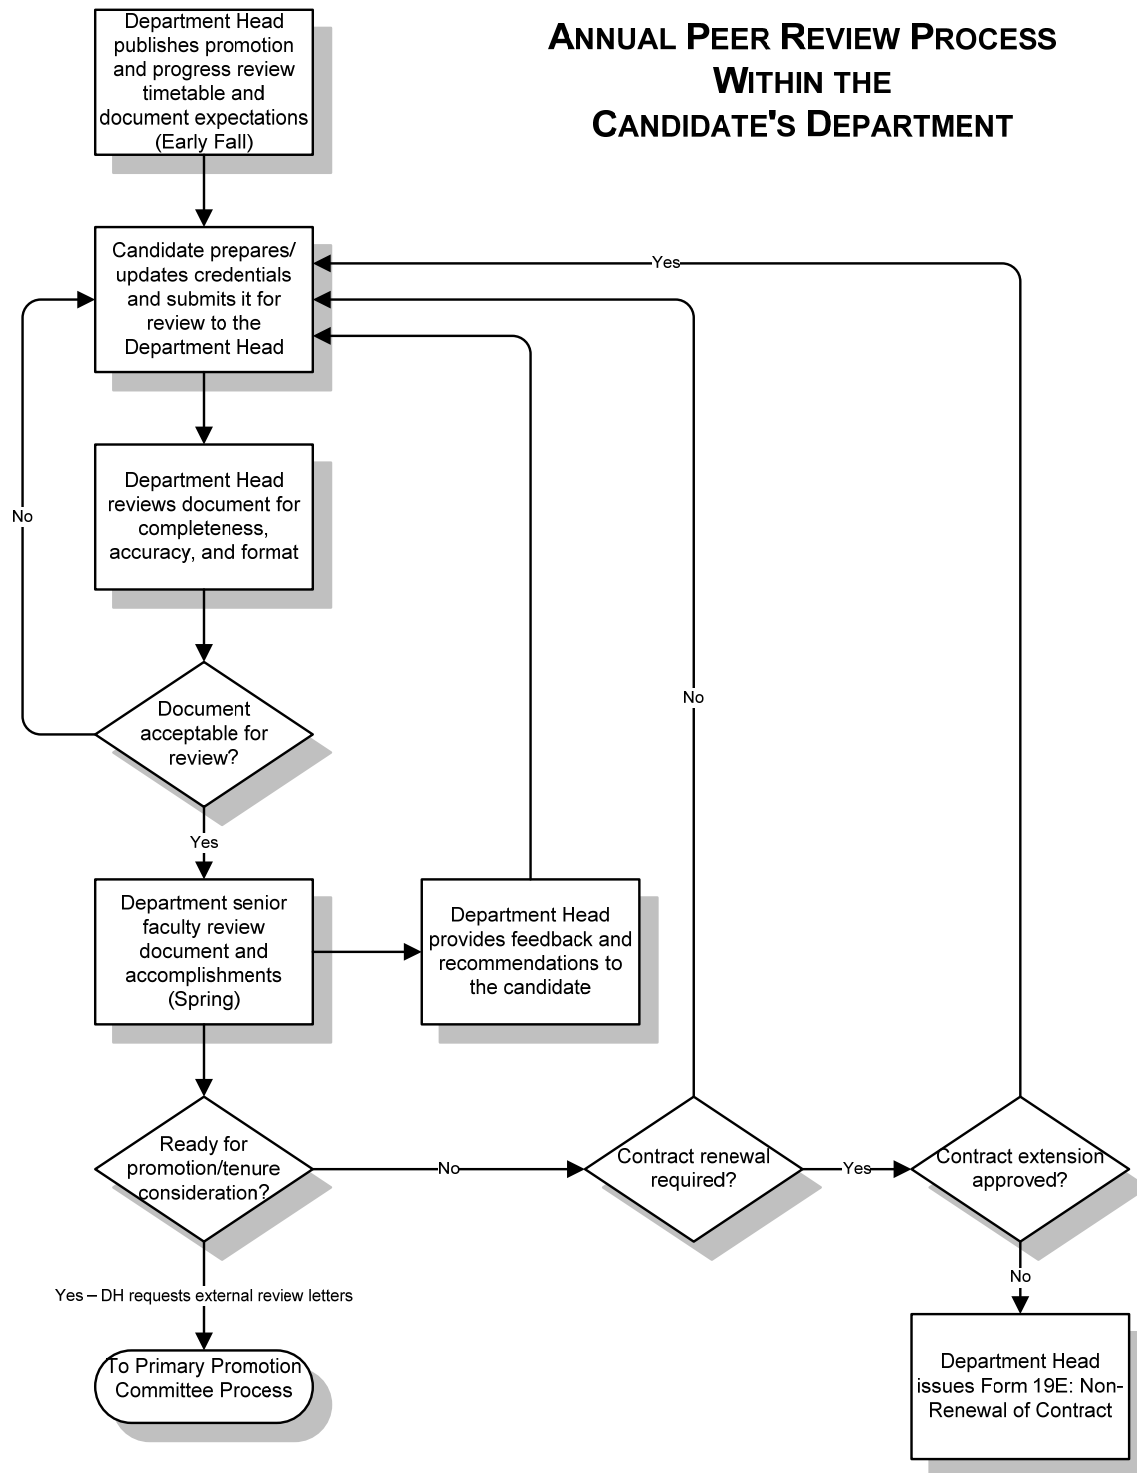 ANNUAL PEER REVIEW PROCESS
WITHIN THE
CANDIDATE'S DEPARTMENT
Department Head
publishes promotion
and progress review
timetable and
document expectations
(Early Fall)
Candidate prepares/
updates credentials
and submits it for
review to the
Department Head
Yes
Department Head
reviews document for
completeness,
accuracy, and format
No
No
Document
acceptable for
review?
Yes
Department senior
faculty review
document and
accomplishments
(Spring)
Department Head
provides feedback and
recommendations to
the candidate
Ready for
promotion/tenure
consideration?
No
Contract renewal
required?
Yes
Contract extension
approved?
No
Yes – DH requests external review letters
To Primary Promotion
Committee Process
Department Head
issues Form 19E: Non-
Renewal of Contract